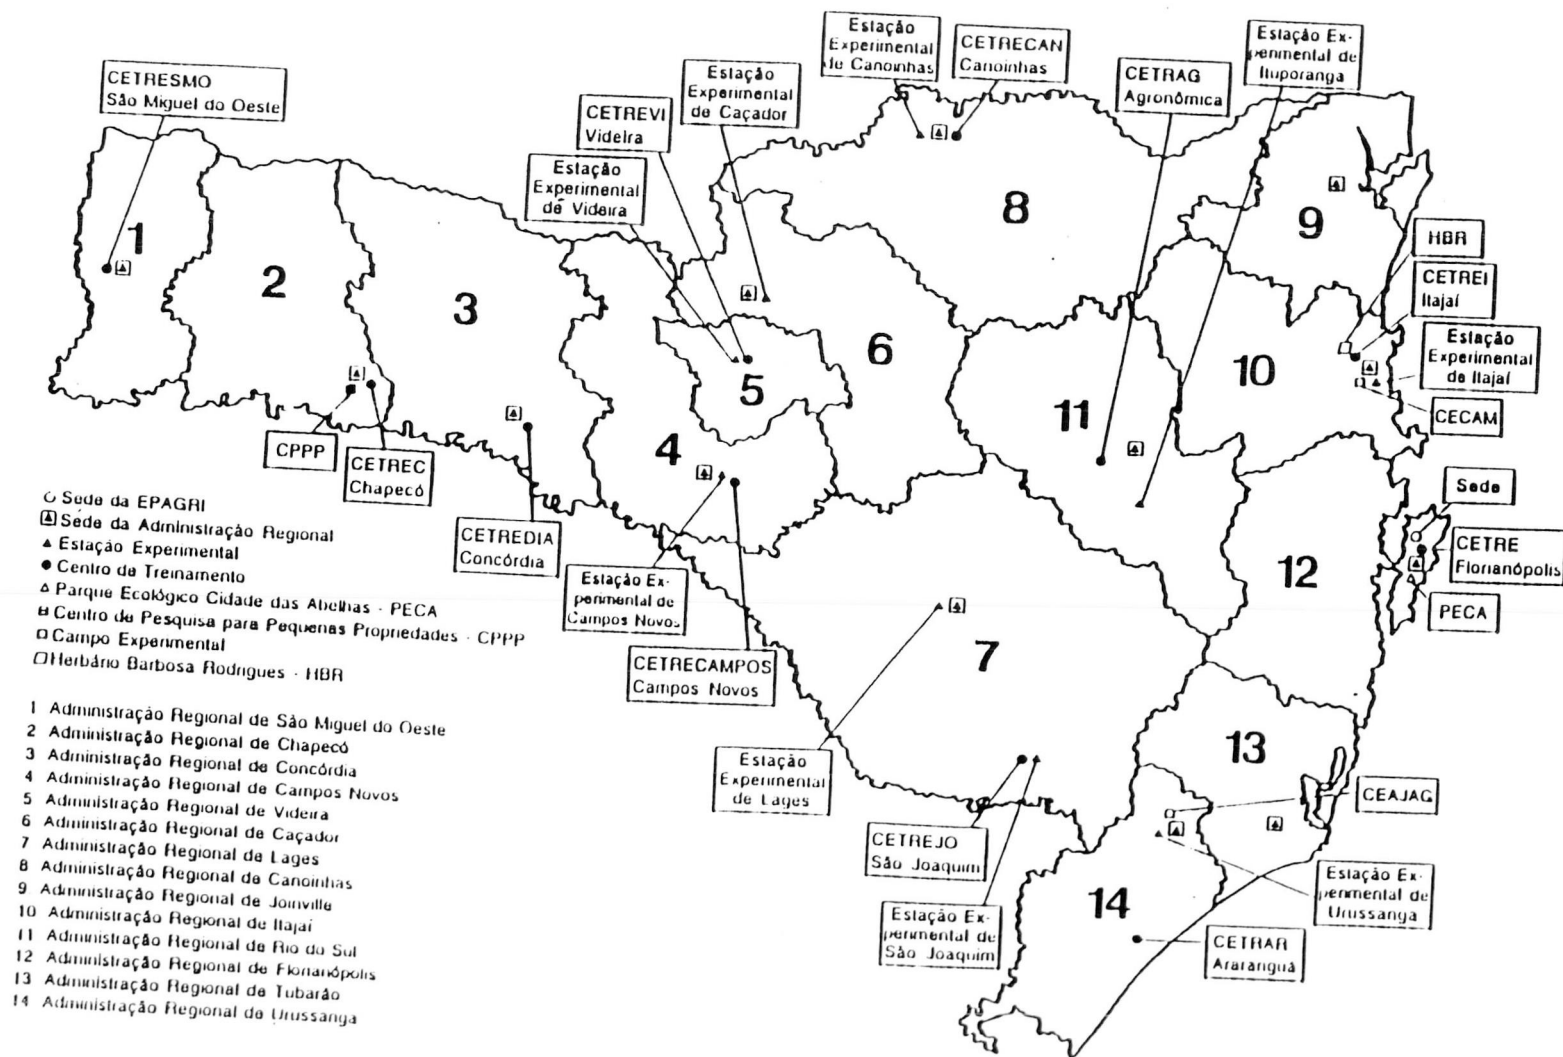 CETRESMO
São Miguel do Oeste
CETREVI
Videira
Estação
Experimental
de Videira
Estação
Experimental
de Caçador
Estação
Experimental
de Canoinhas
CETRECAN
Canoinhas
CETRAG
Agronômica
Estação Ex-
perimental de
Ituporanga
HBR
CETREI
Itajaí
Estação
Experimental
de Itajaí
CECAM
Sede
CETRE
Florianópolis
PECA
CEAJAG
Estação Ex-
perimental de
Urussanga
CETRAR
Araranguá
CETREJO
São Joaquim
Estação Ex-
perimental de
São Joaquim
Estação
Experimental
de Lages
CETRECAMPOS
Campos Novos
Estação Ex-
perimental de
Campos Novos
CETREDIA
Concórdia
CETREC
Chapecó
CPPP
1
2
3
4
5
6
7
8
9
10
11
12
13
14
Sede da EPAGRI
Sede da Administração Regional
Estação Experimental
Centro de Treinamento
Parque Ecológico Cidade das Abelhas - PECA
Centro de Pesquisa para Pequenas Propriedades - CPPP
Campo Experimental
Herbário Barbosa Rodrigues - HBR
1 Administração Regional de São Miguel do Oeste
2 Administração Regional de Chapecó
3 Administração Regional de Concórdia
4 Administração Regional de Campos Novos
5 Administração Regional de Videira
6 Administração Regional de Caçador
7 Administração Regional de Lages
8 Administração Regional de Canoinhas
9 Administração Regional de Joinville
10 Administração Regional de Itajaí
11 Administração Regional de Rio do Sul
12 Administração Regional de Florianópolis
13 Administração Regional de Tubarão
14 Administração Regional de Urussanga